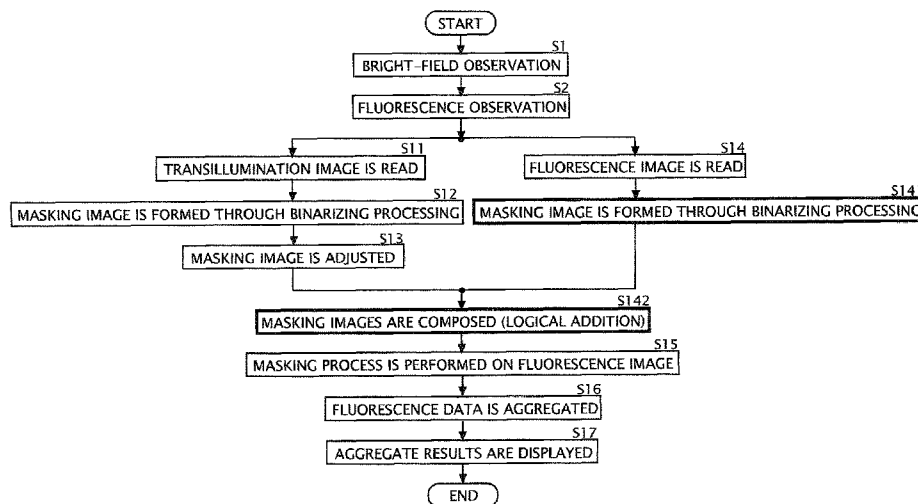 START
S1
BRIGHT-FIELD OBSERVATION
S2
FLUORESCENCE OBSERVATION
S11
TRANSILLUMINATION IMAGE IS READ
S14
FLUORESCENCE IMAGE IS READ
S12
MASKING IMAGE IS FORMED THROUGH BINARIZING PROCESSING
S14
MASKING IMAGE IS FORMED THROUGH BINARIZING PROCESSING
S13
MASKING IMAGE IS ADJUSTED
S142
MASKING IMAGES ARE COMPOSED (LOGICAL ADDITION)
S15
MASKING PROCESS IS PERFORMED ON FLUORESCENCE IMAGE
S16
FLUORESCENCE DATA IS AGGREGATED
S17
AGGREGATE RESULTS ARE DISPLAYED
END